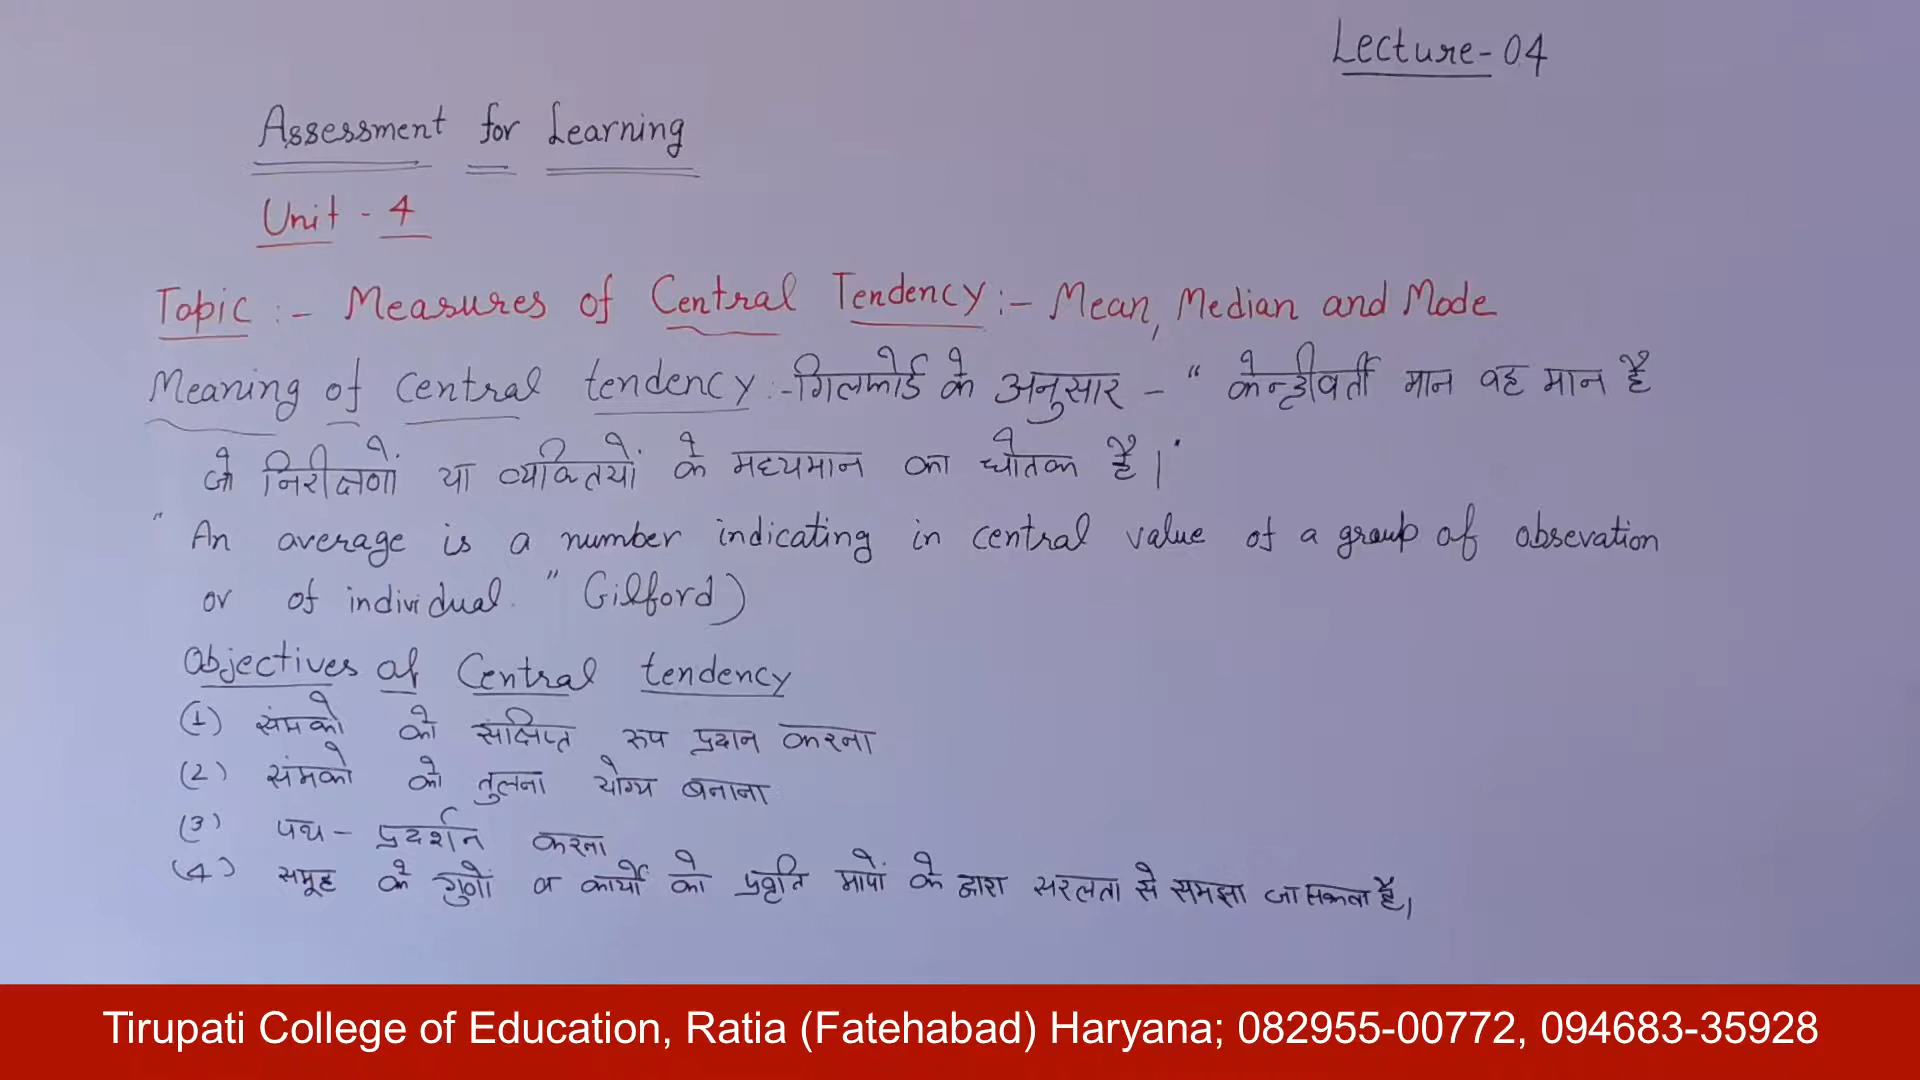 Lecture-04
Assessment for Learning
Unit - 4
Topic :- Measures of Central Tendency :- Mean, Median and Mode
Meaning of Central tendency :- गिलफोर्ड के अनुसार - " केन्द्रीवर्ती मान वह मान है
जो निरीक्षणों या व्यक्तियों के मध्यमान का धोतक है।"
" An average is a number indicating in central value of a group of obsevation
or of individual. " Gilford)
Objectives of Central tendency
(1) संमको को संक्षिप्त रूप प्रदान करना
(2) संमको को तुलना योग्य बनाना
(3) पथ - प्रदर्शन करना
(4) समूह के गुणों व कार्यों को प्रवृति मापों के द्वारा सरलता से समझा जा सकता है।
Tirupati College of Education, Ratia (Fatehabad) Haryana; 082955-00772, 094683-35928